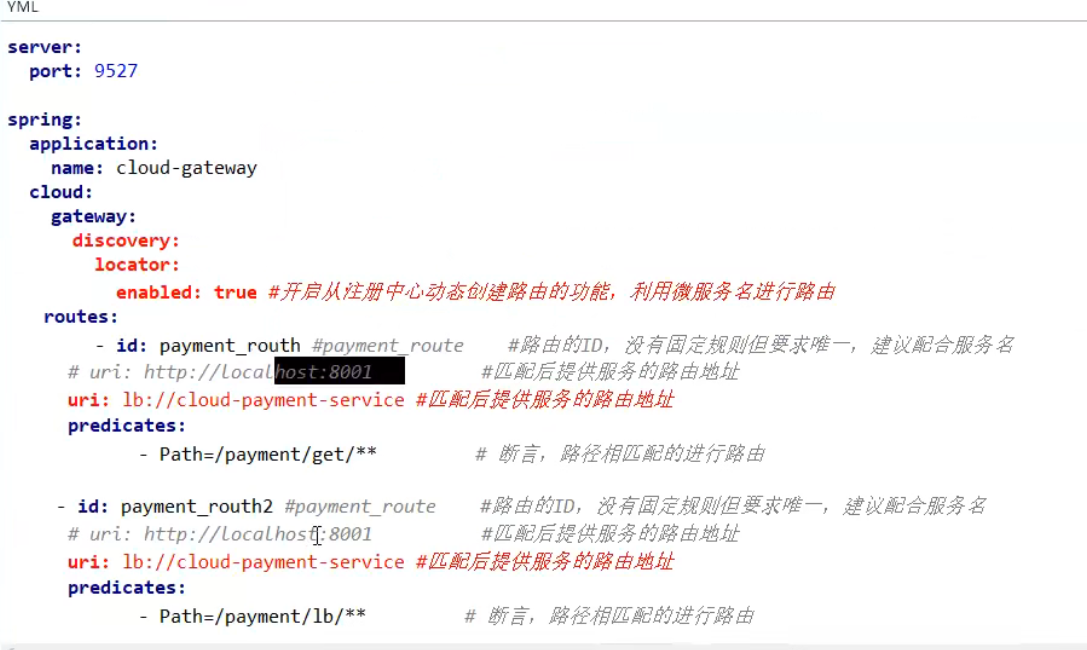 YML
server:
port: 9527
spring:
application:
name: cloud-gateway
cloud:
gateway:
discovery:
locator:
enabled: true #开启从注册中心动态创建路由的功能，利用微服务名进行路由
routes:
- id: payment_routh #payment_route #路由的ID，没有固定规则但要求唯一，建议配合服务名
# uri: http://localhost:8001 #匹配后提供服务的路由地址
uri: lb://cloud-payment-service #匹配后提供服务的路由地址
predicates:
- Path=/payment/get/** # 断言，路径相匹配的进行路由
- id: payment_routh2 #payment_route #路由的ID，没有固定规则但要求唯一，建议配合服务名
# uri: http://localhost:8001 #匹配后提供服务的路由地址
uri: lb://cloud-payment-service #匹配后提供服务的路由地址
predicates:
- Path=/payment/lb/** # 断言，路径相匹配的进行路由